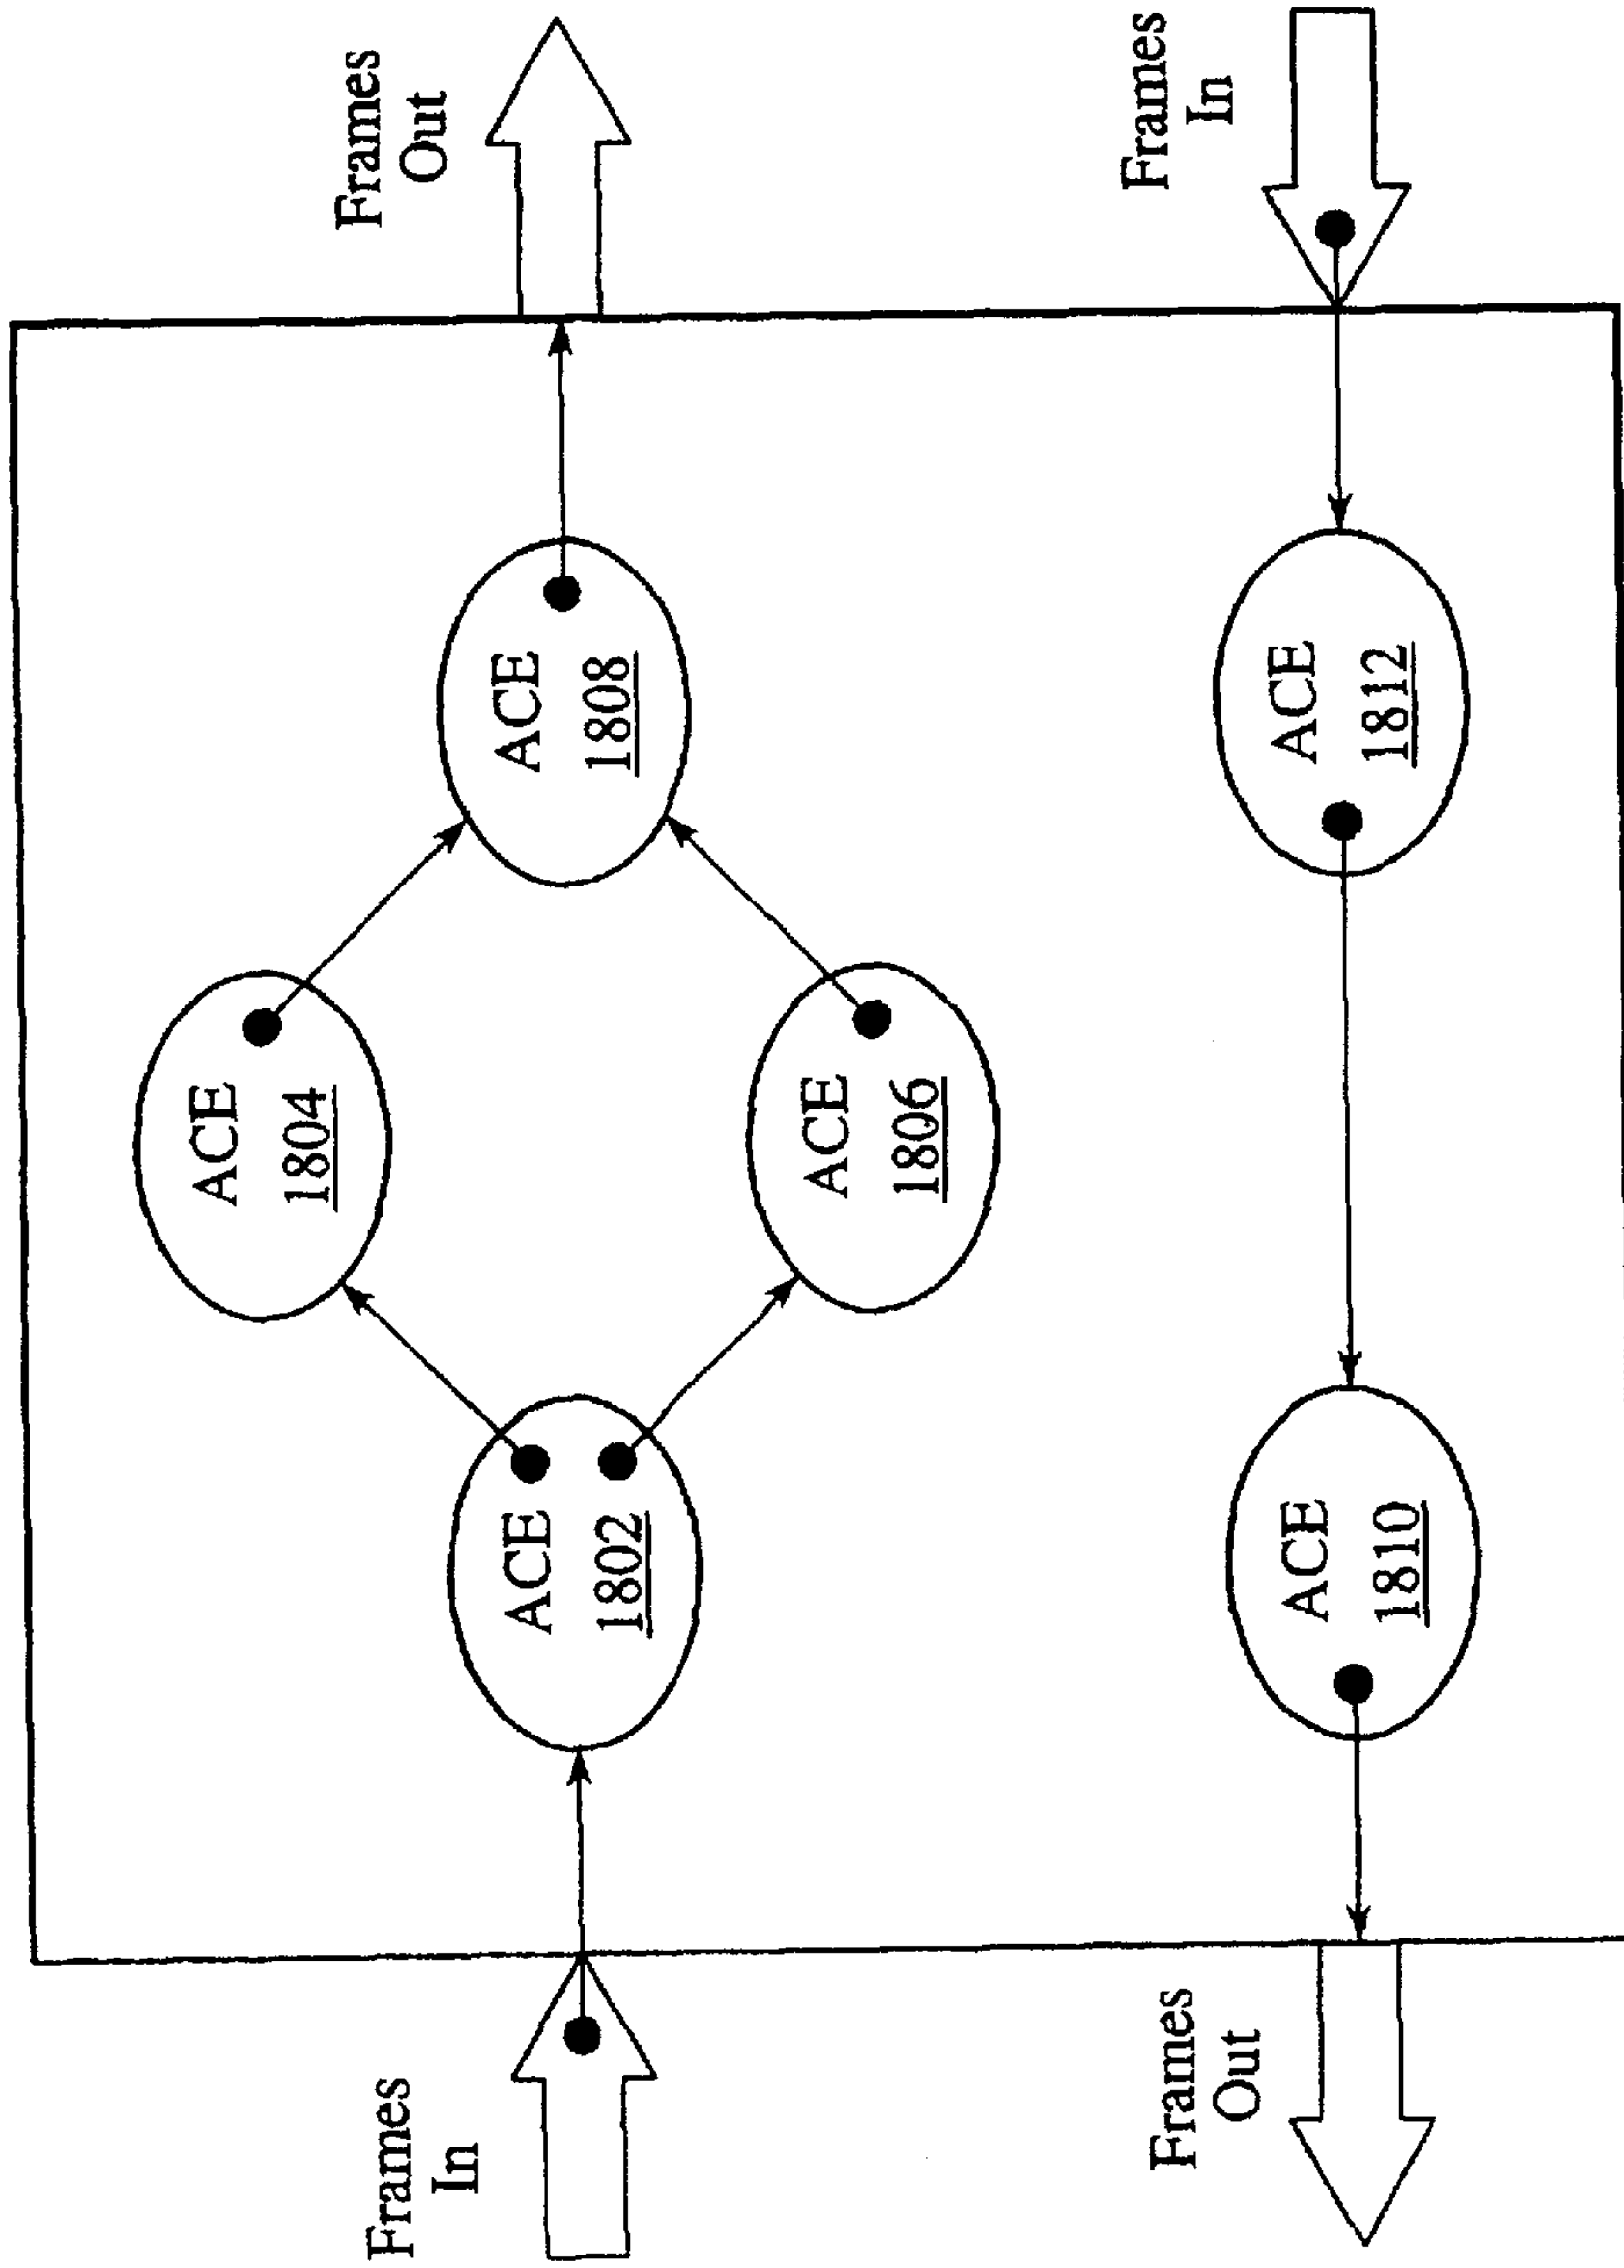 Frames
In
ACE
1802
ACE
1804
ACE
1806
ACE
1808
Frames
Out
Frames
Out
ACE
1810
ACE
1812
Frames
In